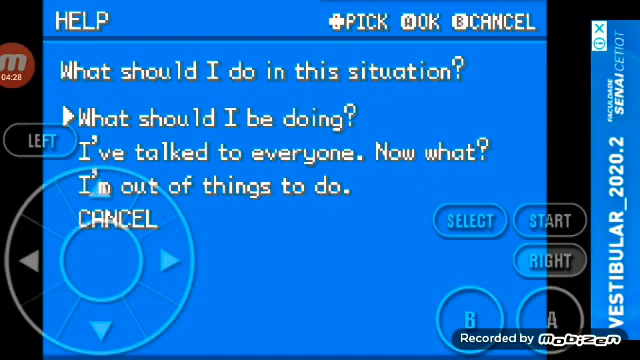 HELP
PICK A OK B CANCEL
What should I do in this situation?
What should I be doing?
I've talked to everyone. Now what?
I'm out of things to do.
CANCEL
04:28
LEFT
SELECT
START
RIGHT
B
A
FACULDADE
SENAI CETIQT
VESTIBULAR_2020.2
Recorded by mobizen